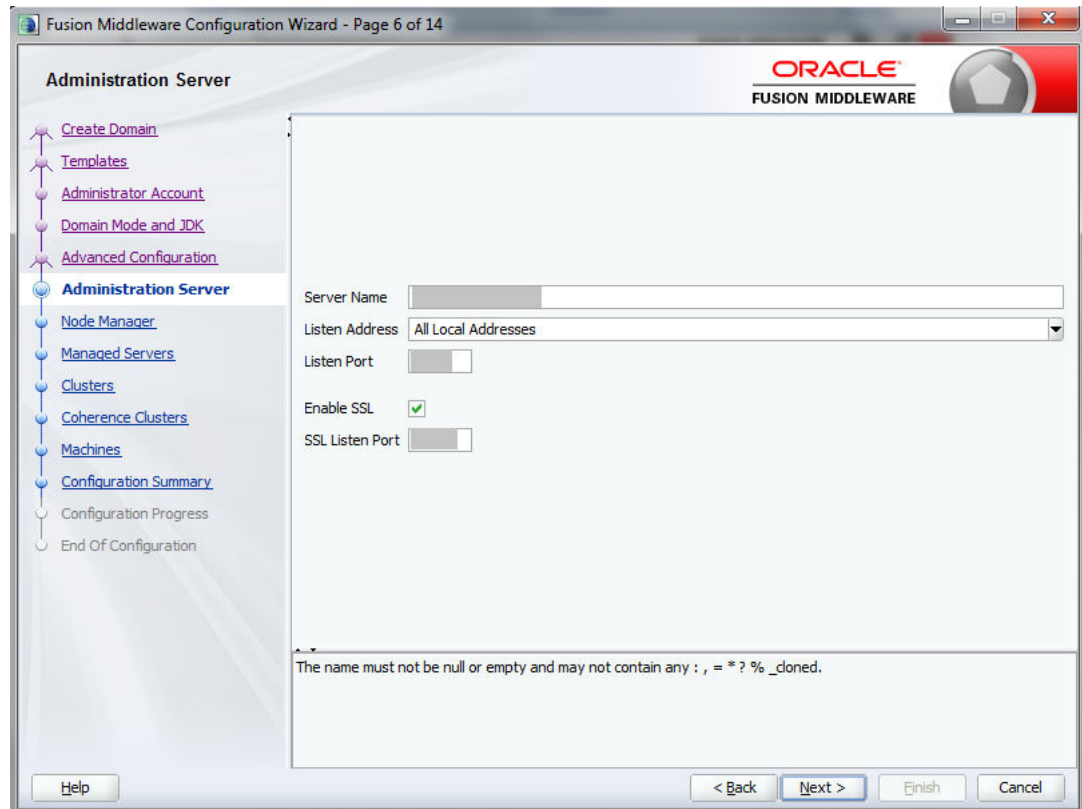 Fusion Middleware Configuration Wizard - Page 6 of 14
Administration Server
ORACLE
FUSION MIDDLEWARE
Create Domain
Templates
Administrator Account
Domain Mode and JDK
Advanced Configuration
Administration Server
Node Manager
Managed Servers
Clusters
Coherence Clusters
Machines
Configuration Summary
Configuration Progress
End Of Configuration
Server Name
Listen Address All Local Addresses
Listen Port
Enable SSL
SSL Listen Port
The name must not be null or empty and may not contain any : , = * ? % _cloned.
Help
< Back Next > Finish Cancel